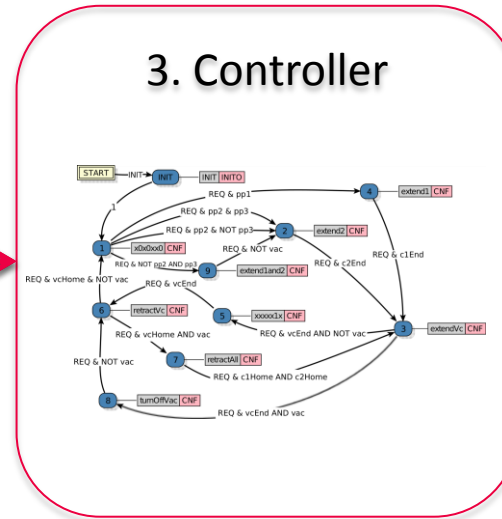 3. Controller
START
INIT
INIT
INIT INITO
1
REQ & pp1
4
extend1 CNF
REQ & pp2 & pp3
REQ & pp2 & NOT pp3
2
extend2 CNF
1
x0x0xx0 CNF
REQ & NOT vac
REQ & c1End
REQ & NOT pp2 AND pp3
9
extend1and2 CNF
REQ & c2End
REQ & vcHome & NOT vac
REQ & vcEnd
6
retractVc CNF
5
xxxxx1x CNF
REQ & vcEnd AND NOT vac
3
extendVc CNF
REQ & vcHome AND vac
REQ & NOT vac
7
retractAll CNF
REQ & c1Home AND c2Home
8
turnOffVac CNF
REQ & vcEnd AND vac